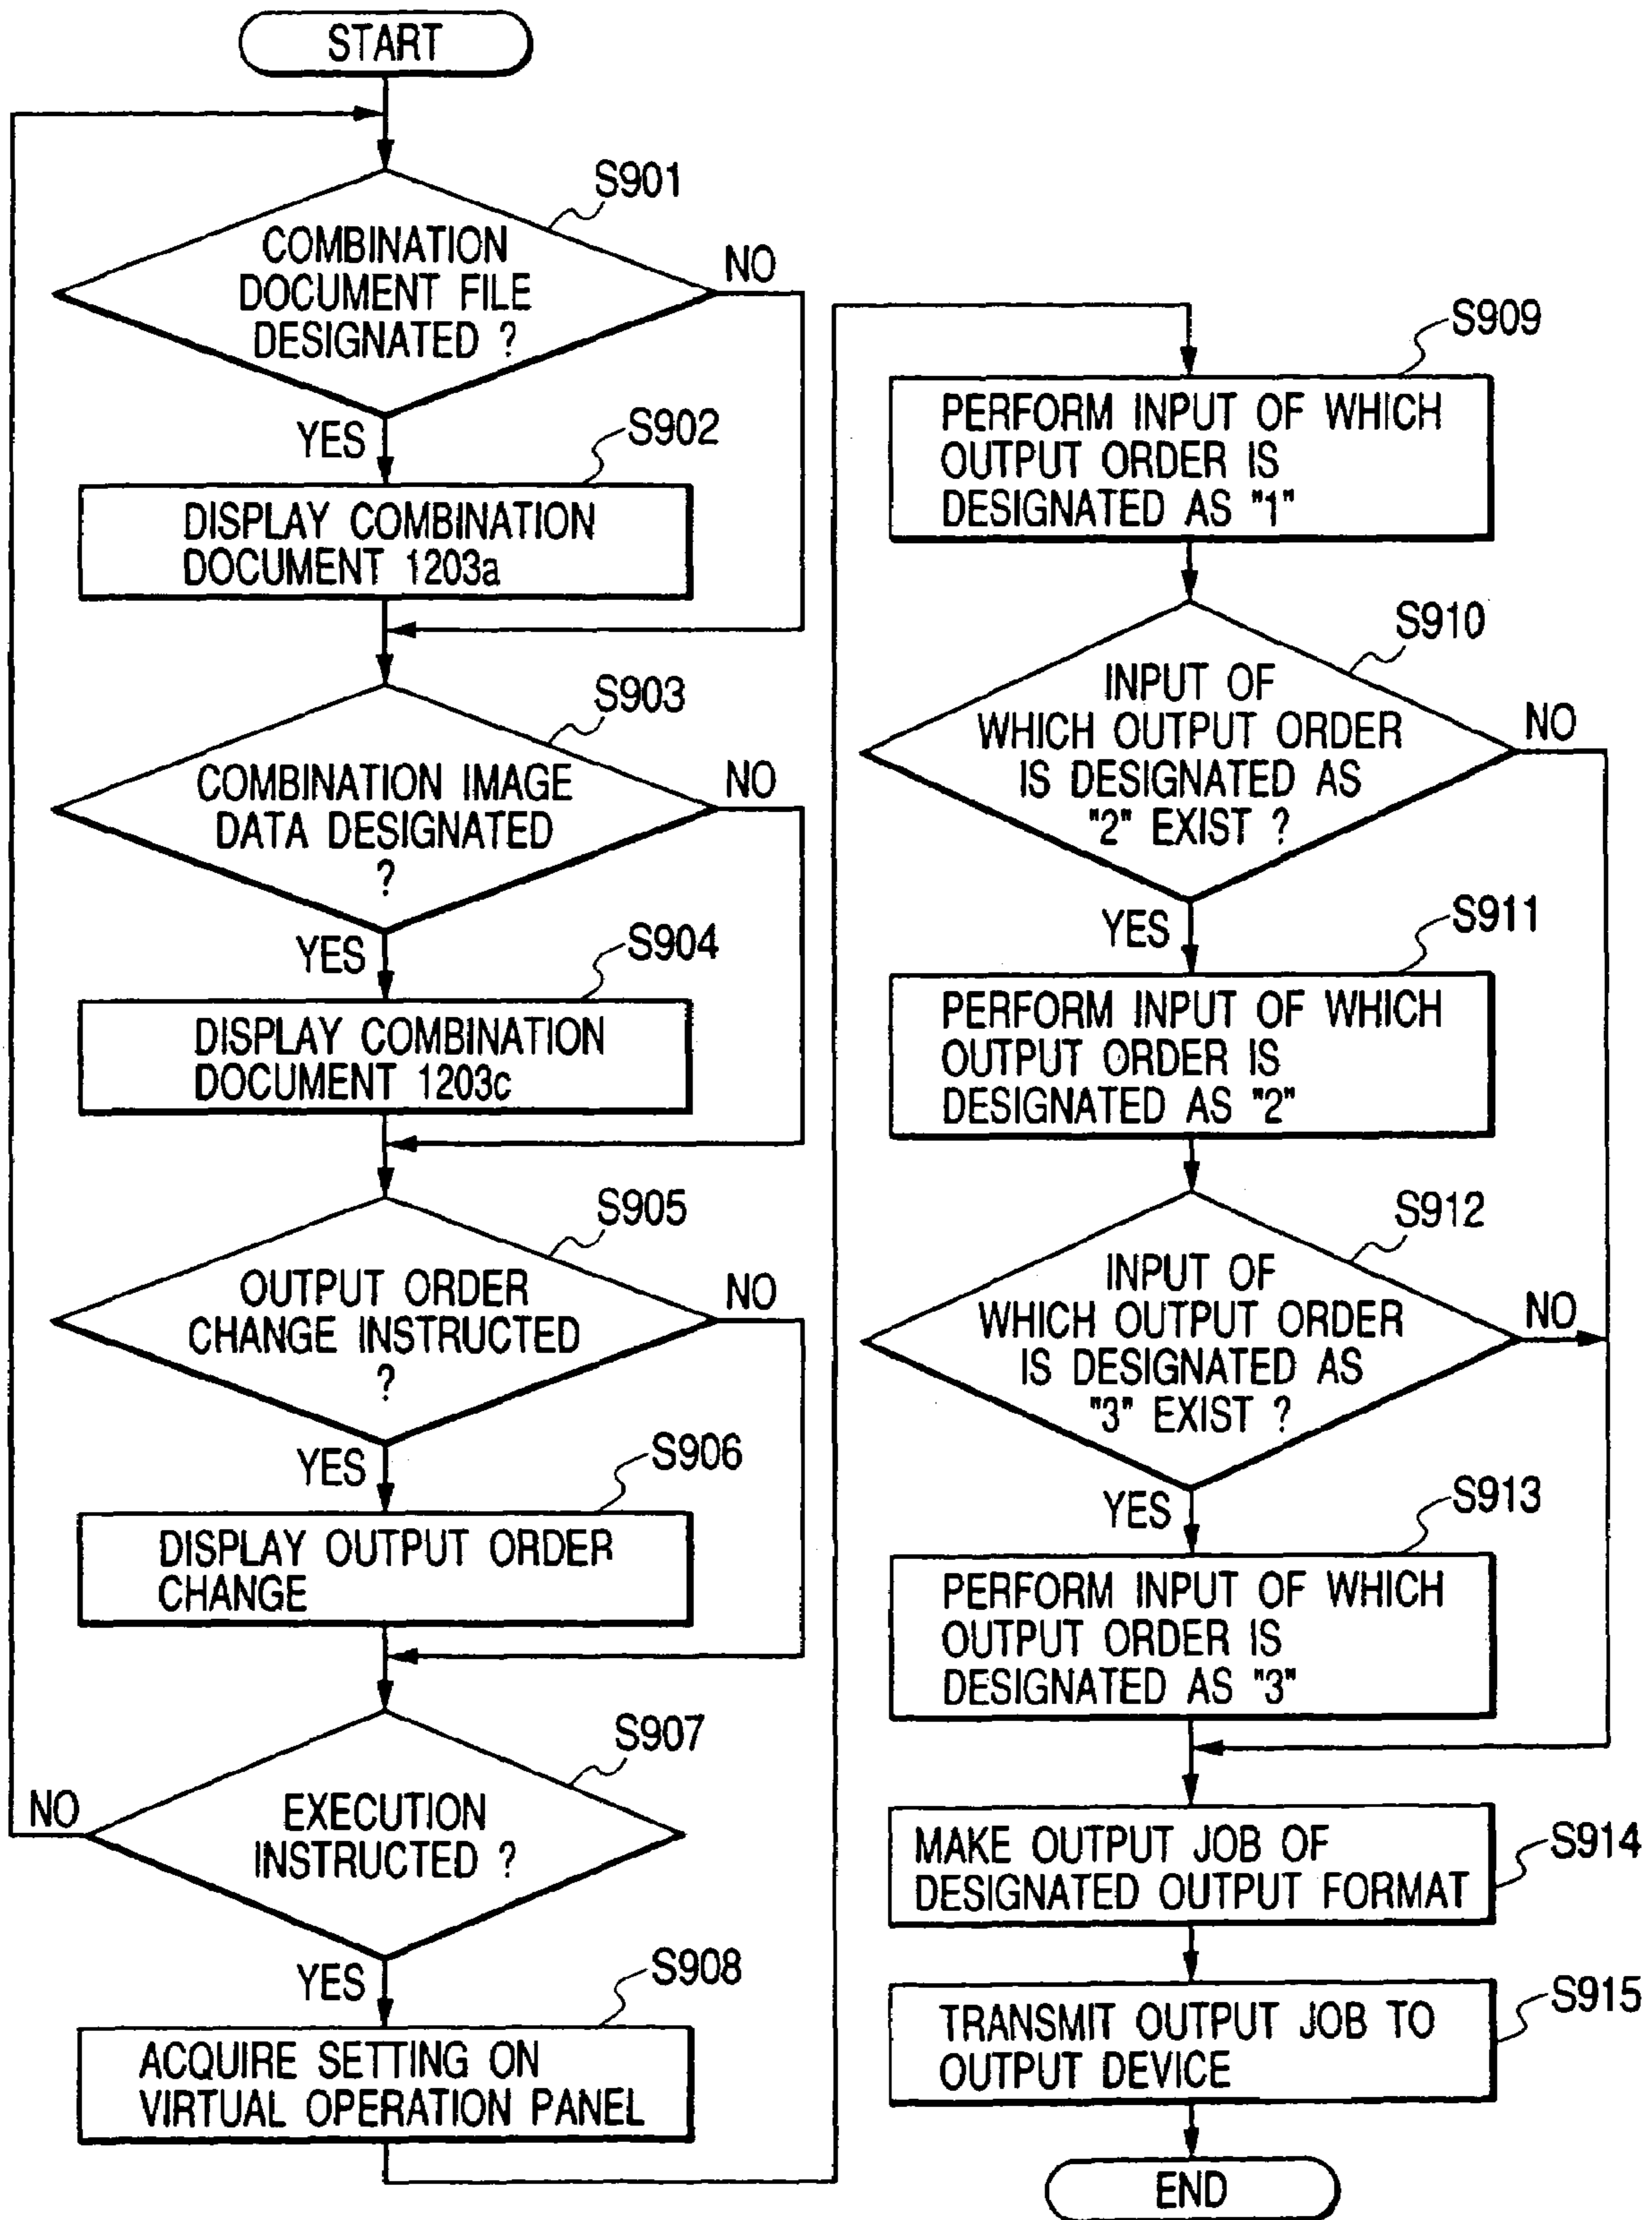 START
S901
COMBINATION
DOCUMENT FILE
DESIGNATED ?
NO
YES
S902
DISPLAY COMBINATION
DOCUMENT 1203a
S903
COMBINATION IMAGE
DATA DESIGNATED
?
NO
YES
S904
DISPLAY COMBINATION
DOCUMENT 1203c
S905
OUTPUT ORDER
CHANGE INSTRUCTED
?
NO
YES
S906
DISPLAY OUTPUT ORDER
CHANGE
S907
EXECUTION
INSTRUCTED ?
NO
YES
S908
ACQUIRE SETTING ON
VIRTUAL OPERATION PANEL
S909
PERFORM INPUT OF WHICH
OUTPUT ORDER IS
DESIGNATED AS "1"
S910
INPUT OF
WHICH OUTPUT ORDER
IS DESIGNATED AS
"2" EXIST ?
NO
YES
S911
PERFORM INPUT OF WHICH
OUTPUT ORDER IS
DESIGNATED AS "2"
S912
INPUT OF
WHICH OUTPUT ORDER
IS DESIGNATED AS
"3" EXIST ?
NO
YES
S913
PERFORM INPUT OF WHICH
OUTPUT ORDER IS
DESIGNATED AS "3"
MAKE OUTPUT JOB OF
DESIGNATED OUTPUT FORMAT
S914
TRANSMIT OUTPUT JOB TO
OUTPUT DEVICE
S915
END